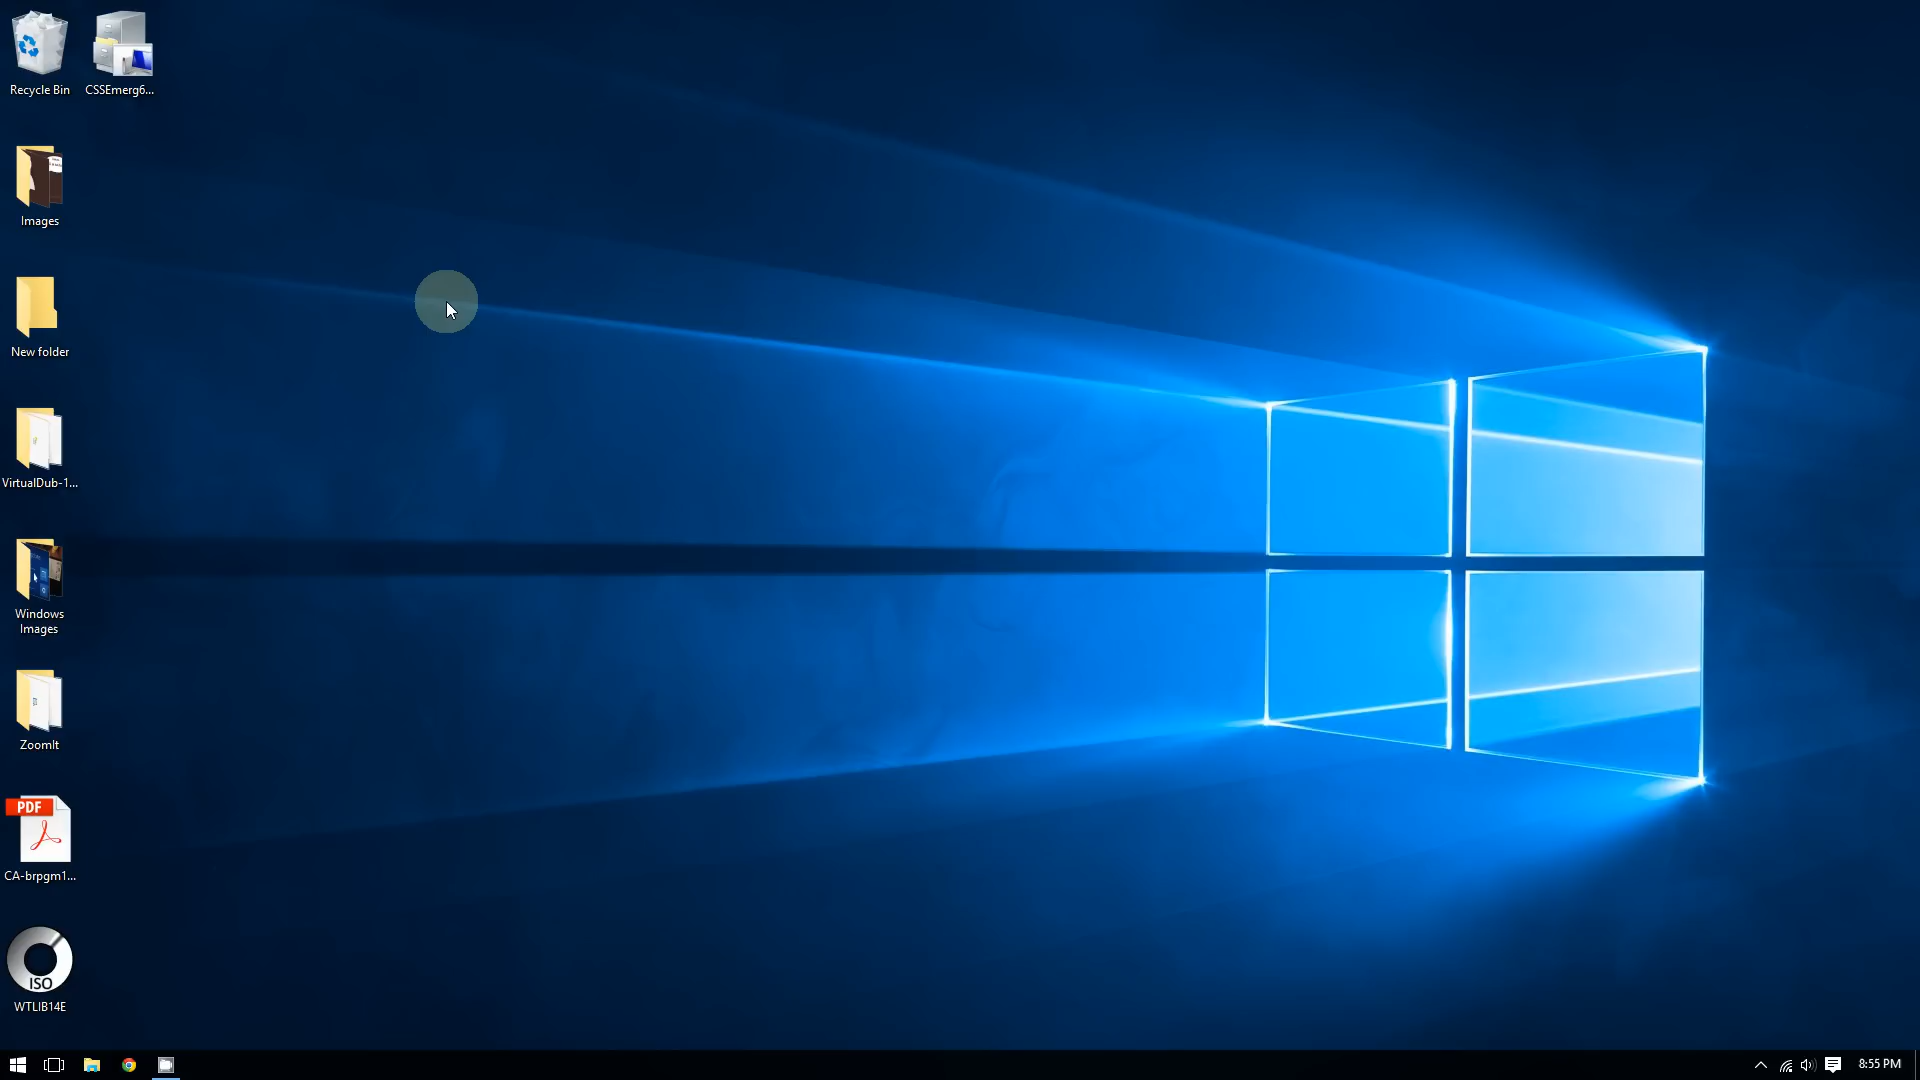 Recycle Bin
CSSEmerg6...
Images
New folder
VirtualDub-1...
Windows
Images
ZoomIt
PDF
CA-brpgm1...
ISO
WTLIB14E
8:55 PM